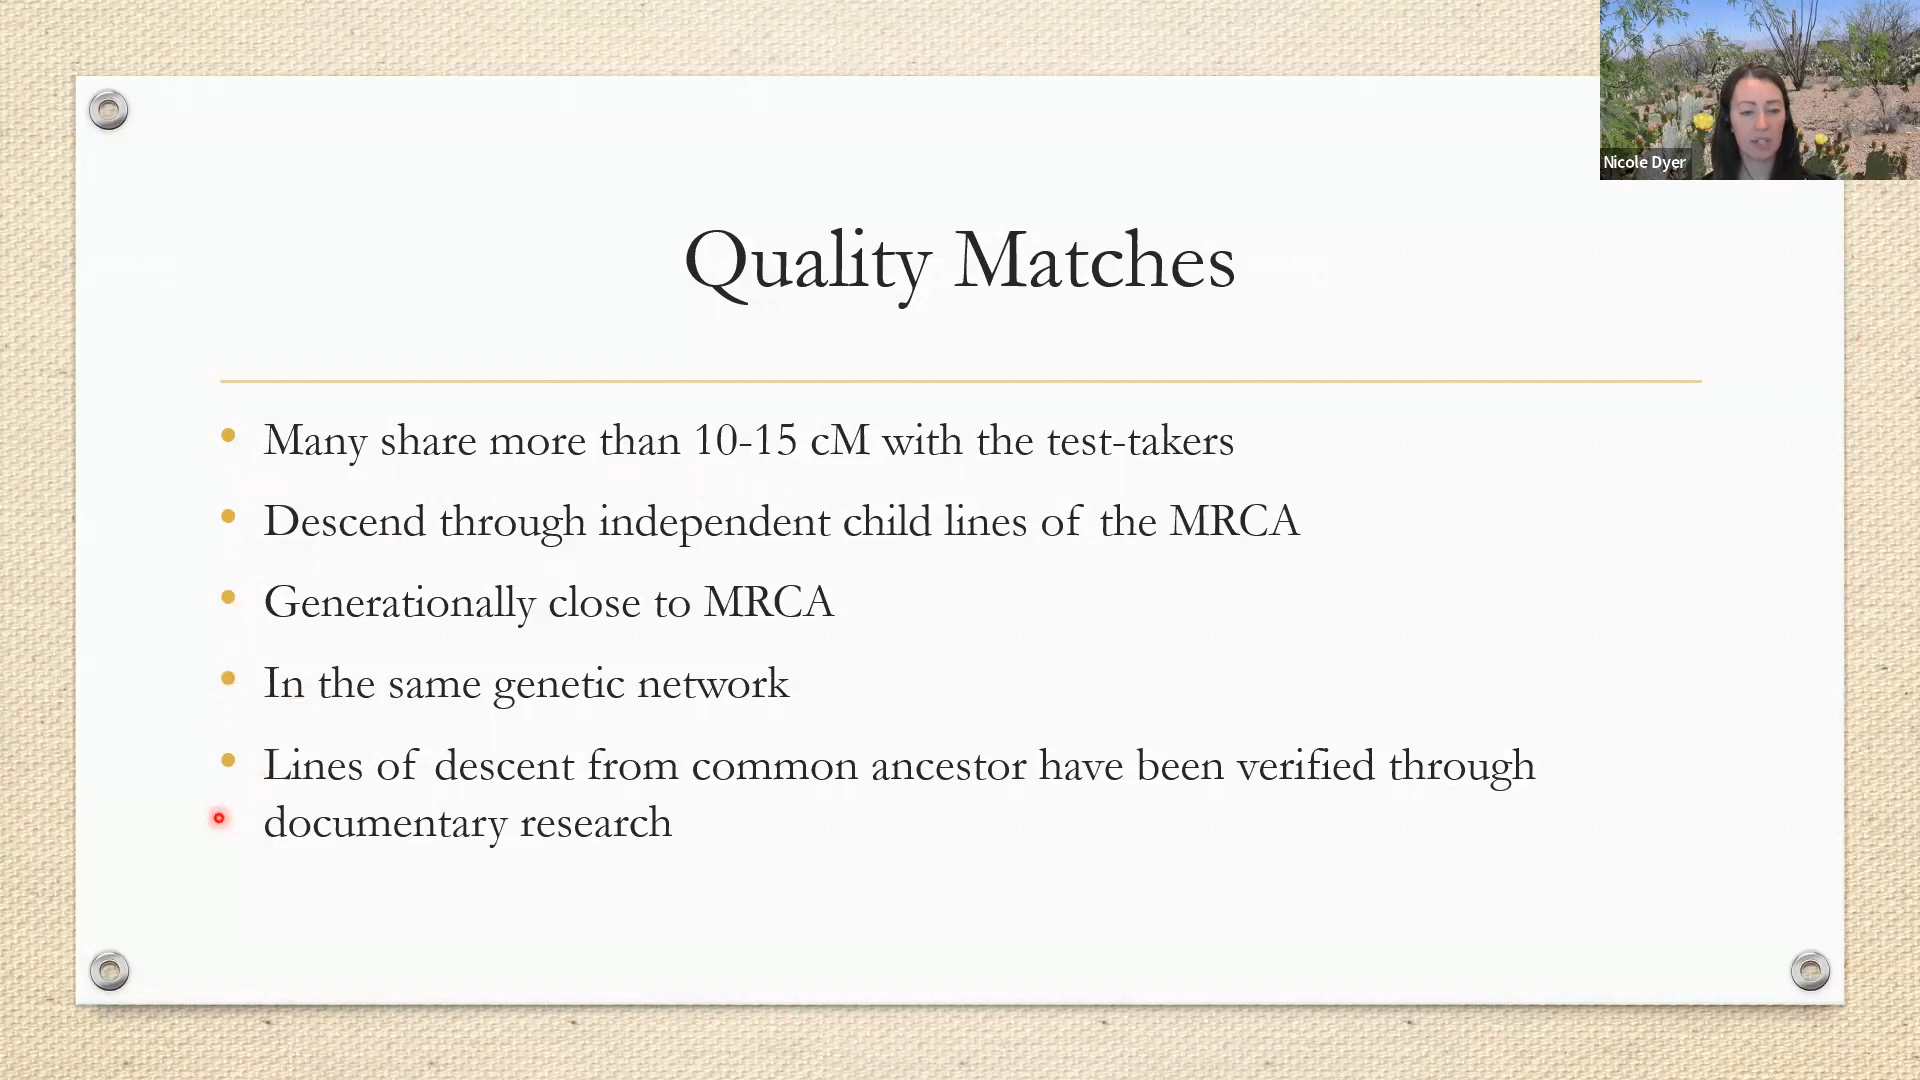 Nicole Dyer
Quality Matches
Many share more than 10-15 cM with the test-takers
Descend through independent child lines of the MRCA
Generationally close to MRCA
In the same genetic network
Lines of descent from common ancestor have been verified through
documentary research